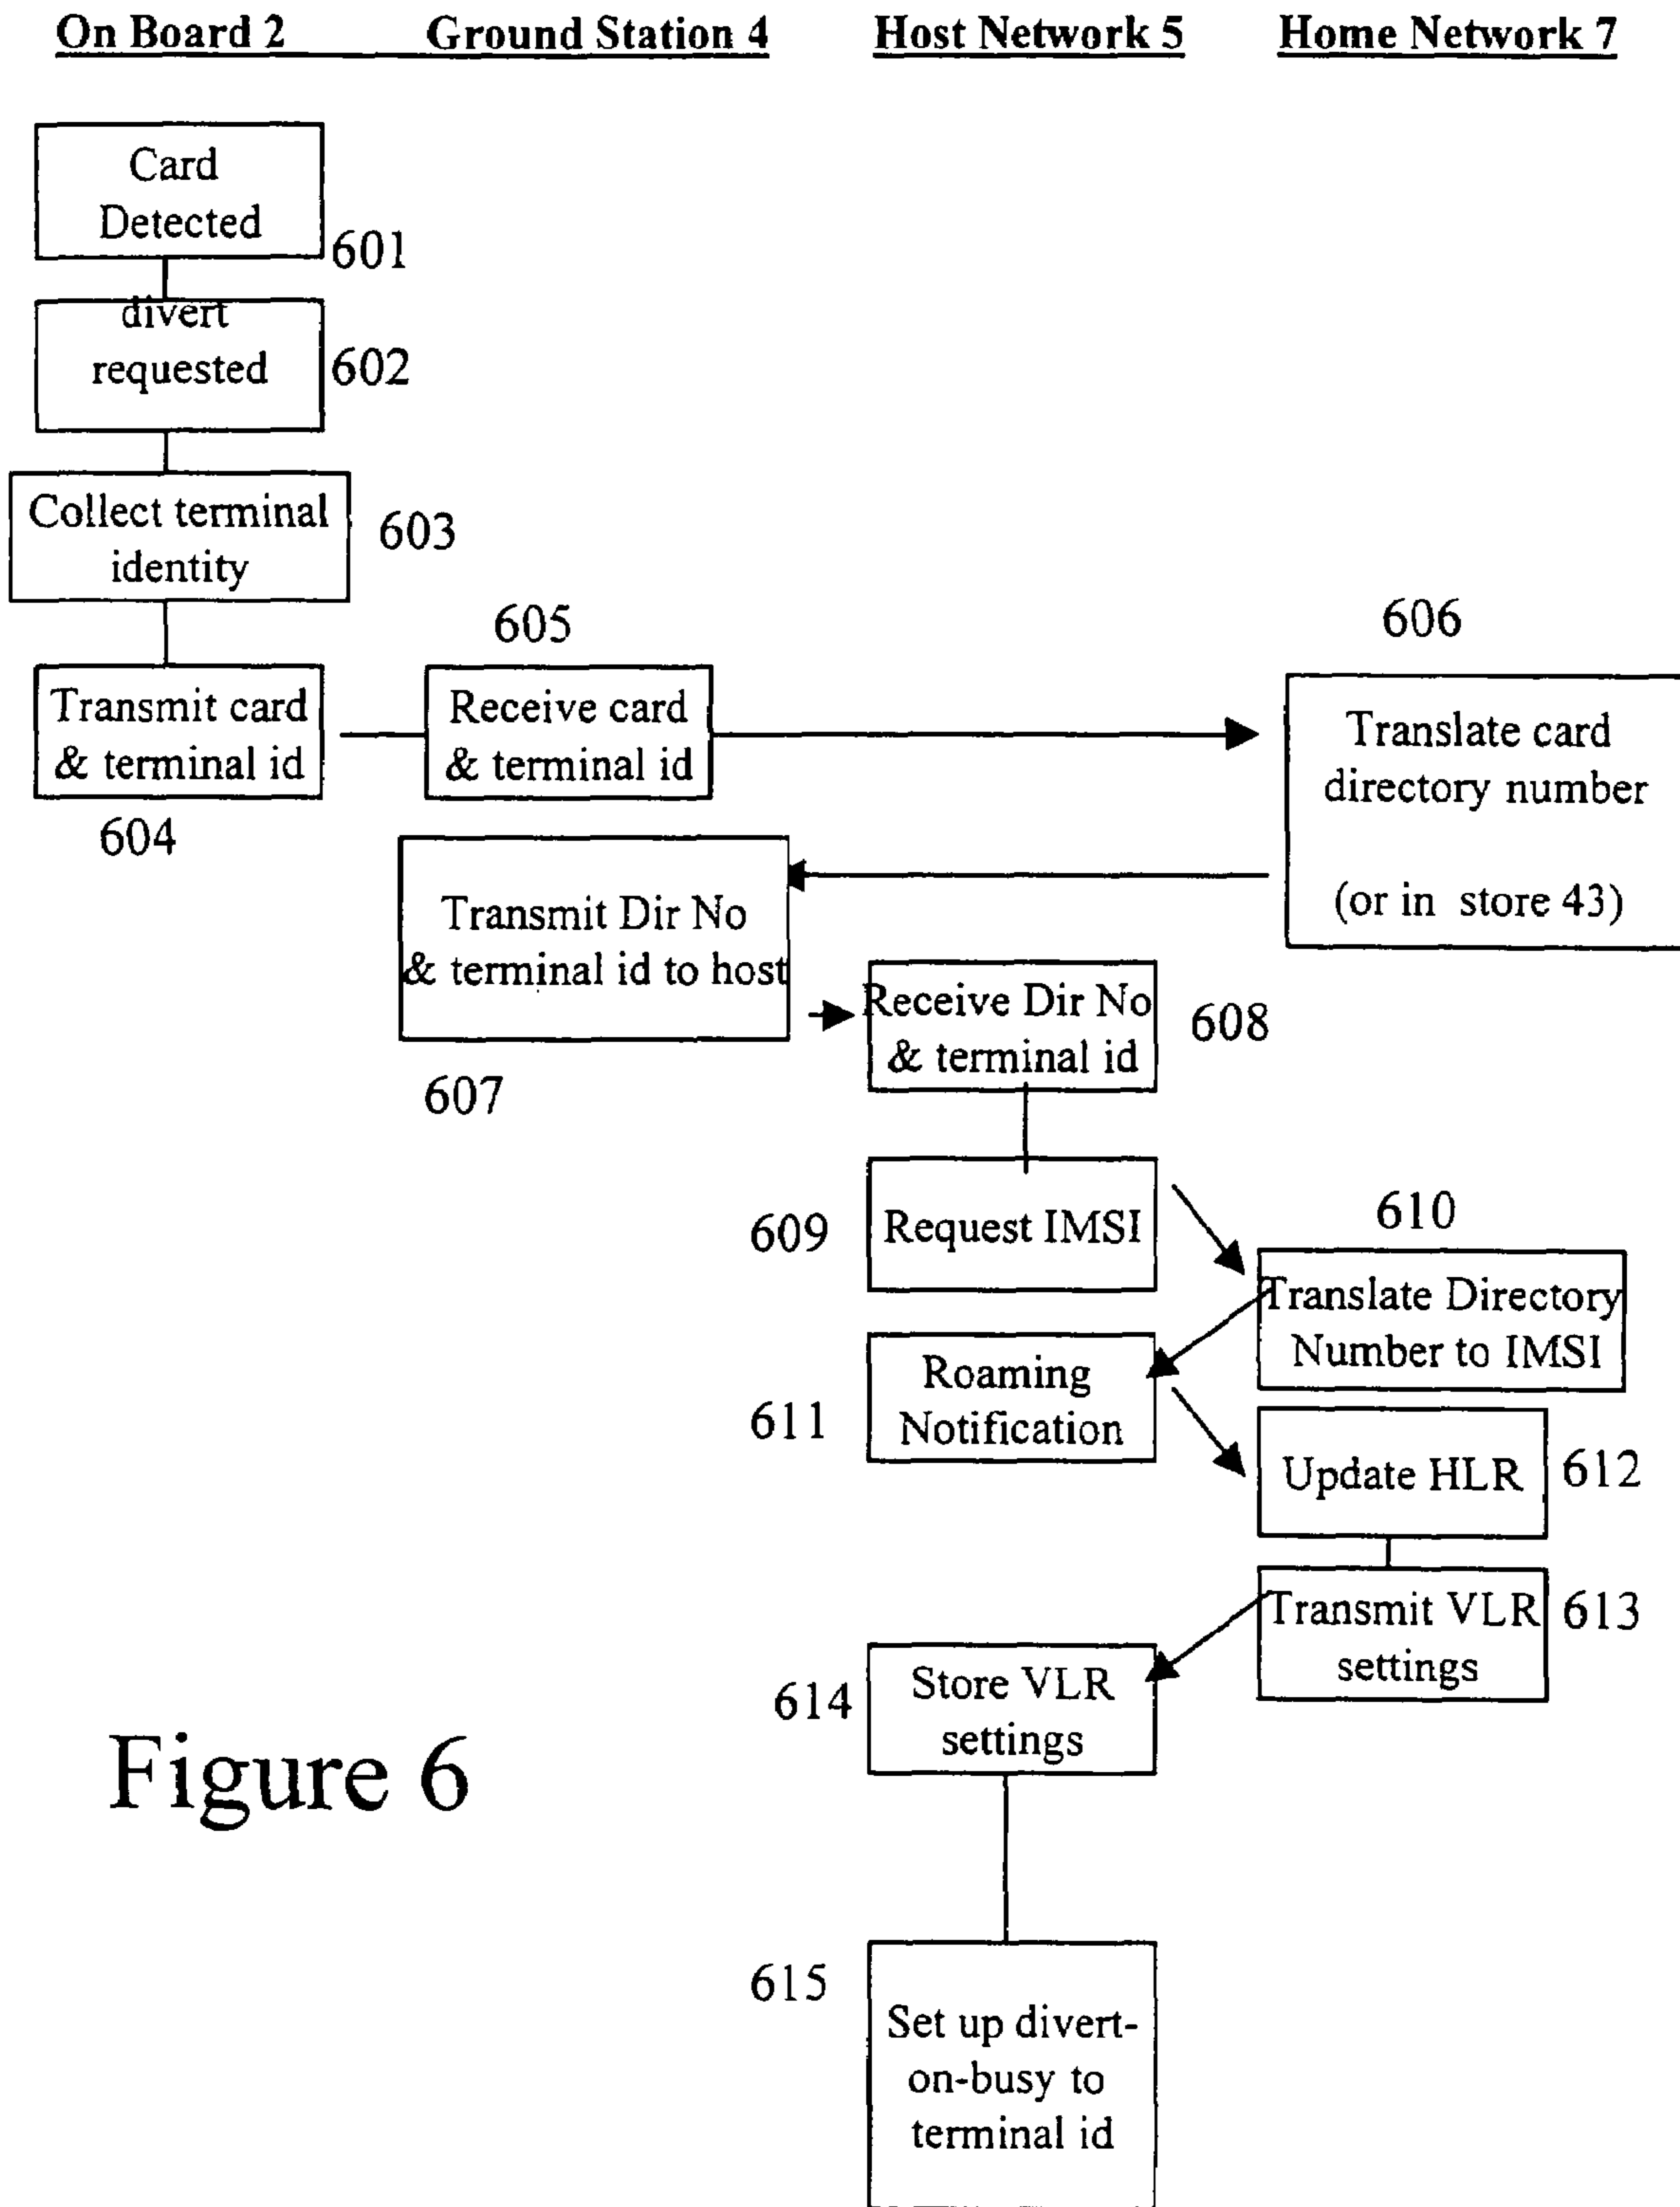 On Board 2 Ground Station 4 Host Network 5 Home Network 7
Card
Detected
601
divert
requested
602
Collect terminal
identity
603
605
606
Transmit card
& terminal id
604
Receive card
& terminal id
Translate card
directory number
(or in store 43)
Transmit Dir No
& terminal id to host
607
Receive Dir No
& terminal id
608
609
Request IMSI
610
Translate Directory
Number to IMSI
611
Roaming
Notification
Update HLR
612
Transmit VLR
settings
613
614
Store VLR
settings
Figure 6
615
Set up divert-
on-busy to
terminal id